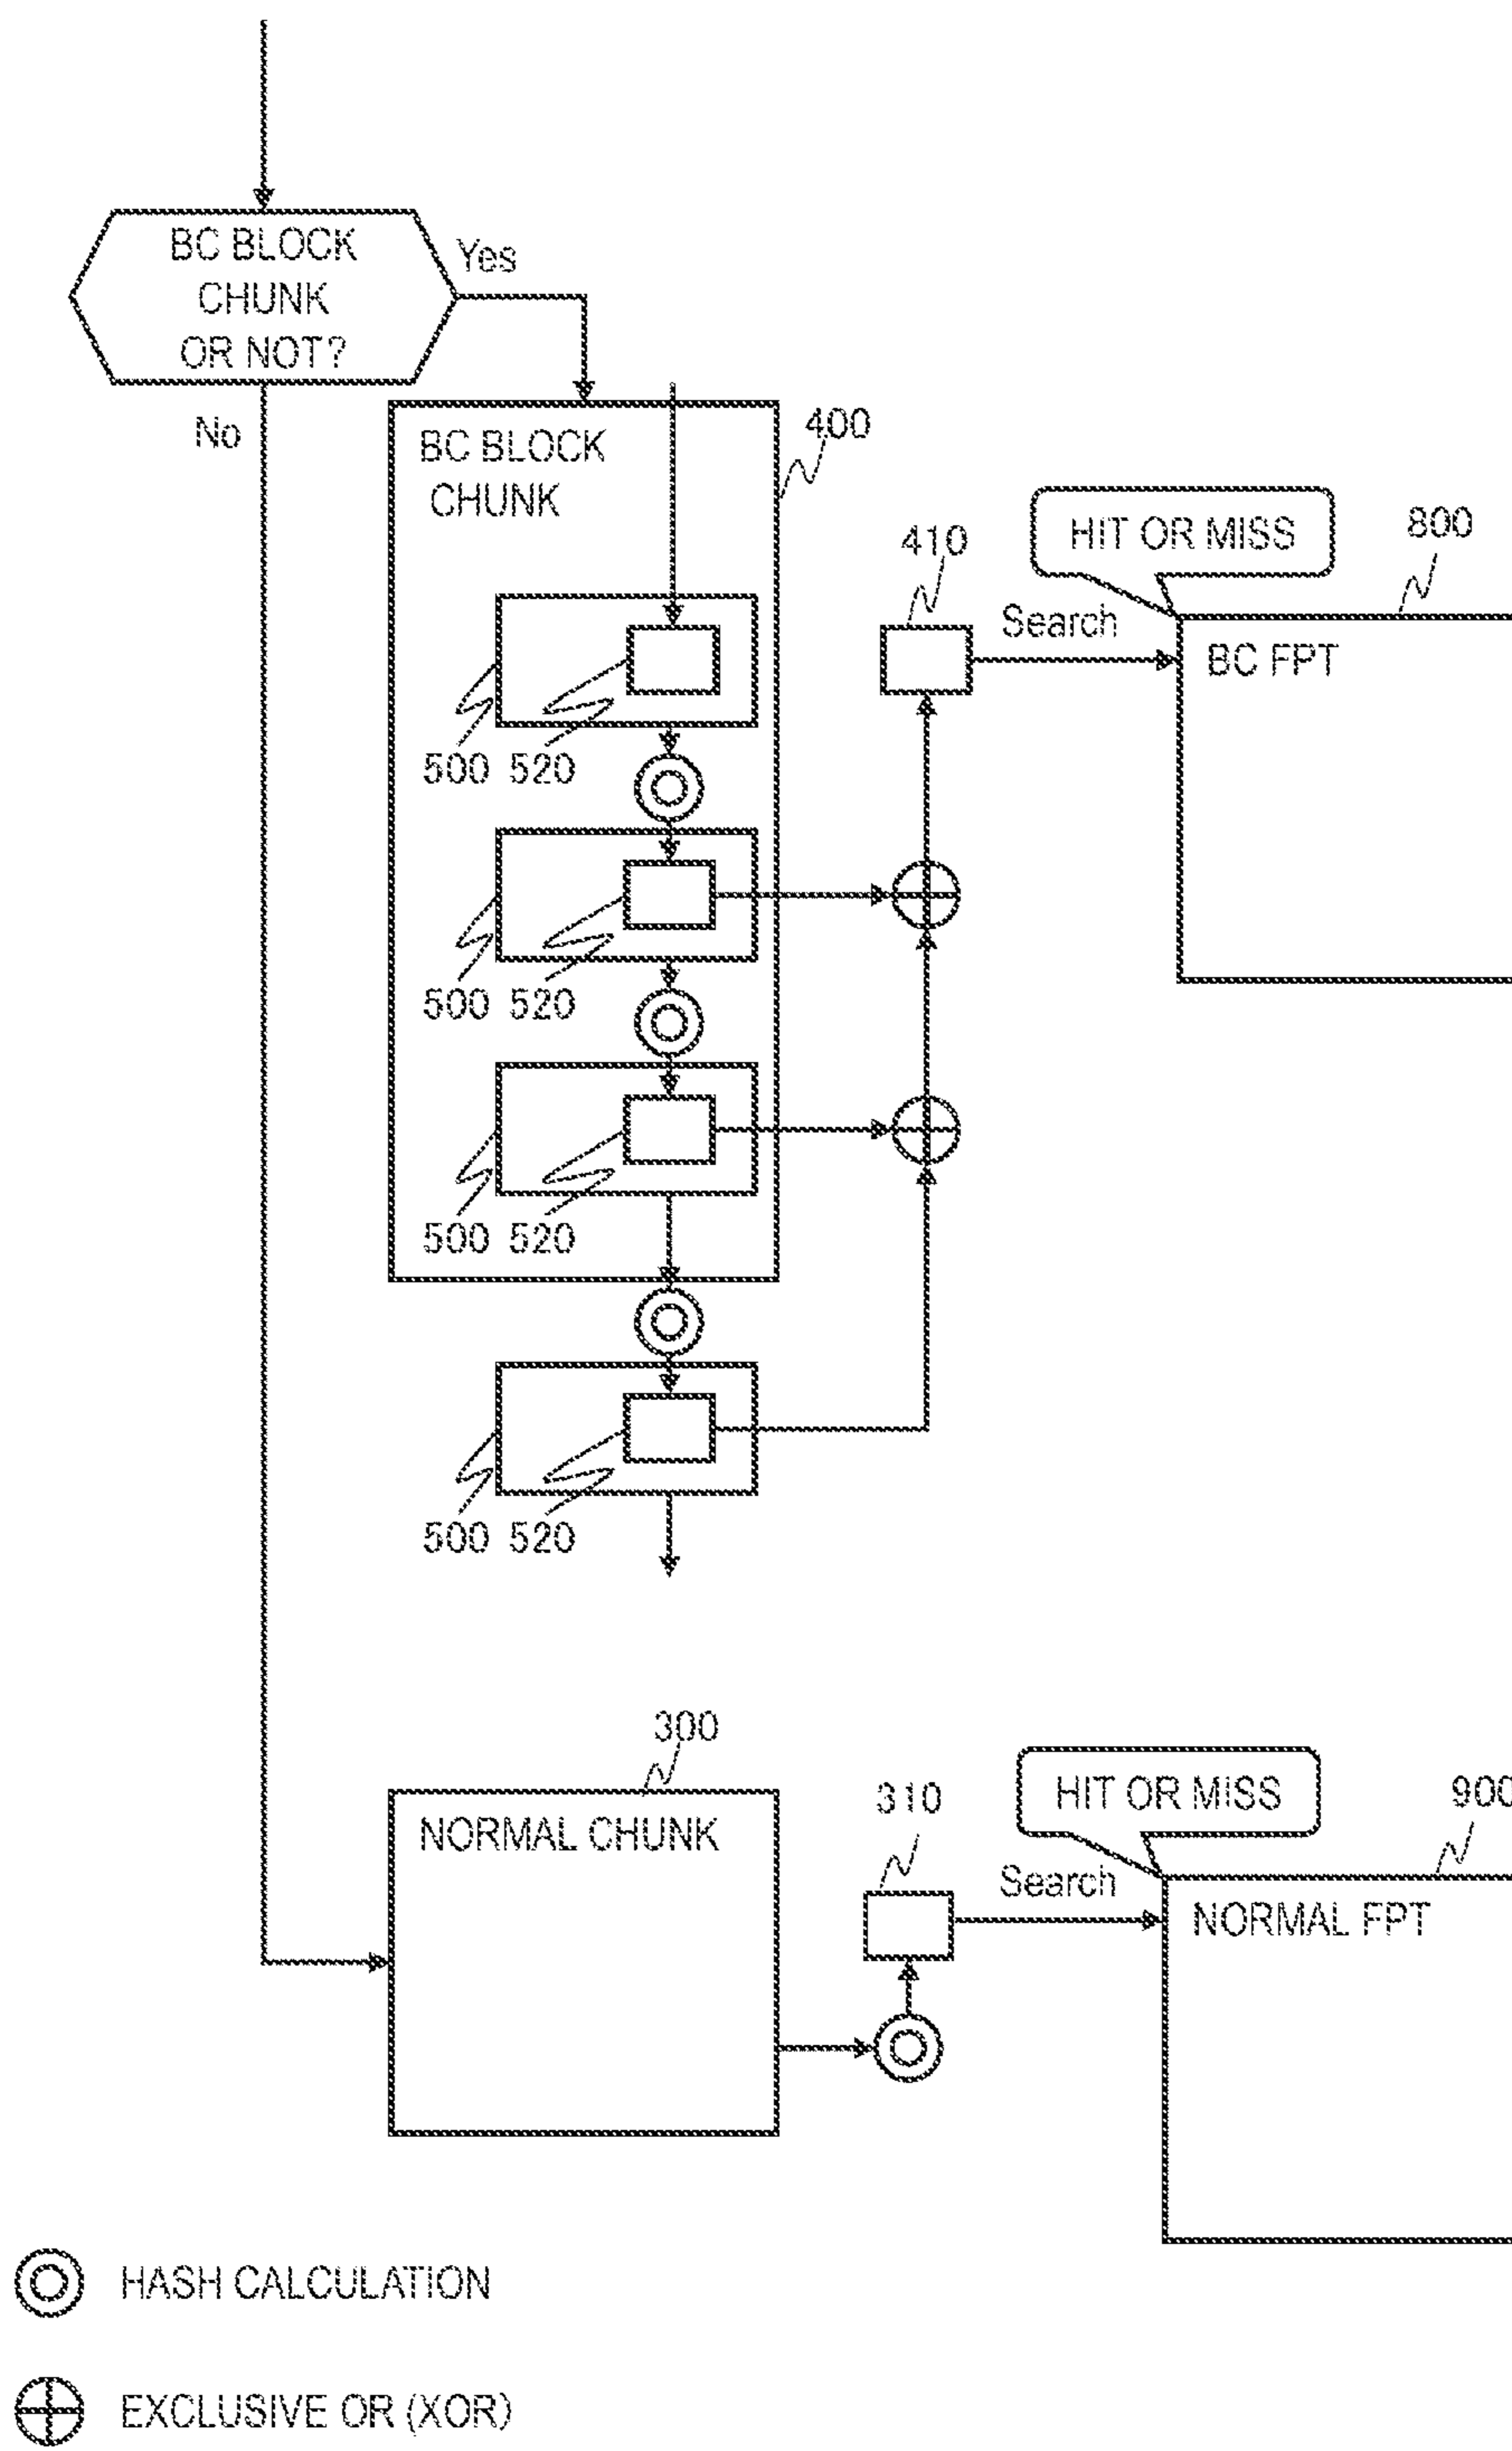 BC BLOCK
CHUNK
OR NOT?
Yes
No
BC BLOCK
CHUNK
400
410
HIT OR MISS
800
Search
BC FPT
500 520
500 520
500 520
500 520
300
NORMAL CHUNK
310
HIT OR MISS
900
Search
NORMAL FPT
HASH CALCULATION
EXCLUSIVE OR (XOR)